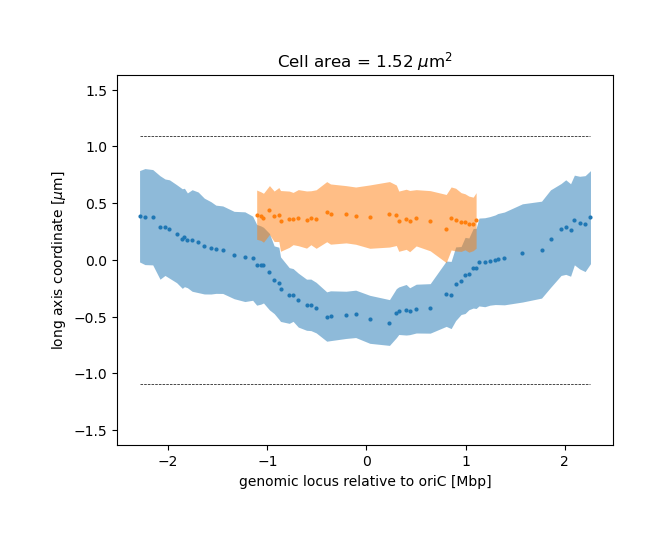 Cell area = 1.52 μm²
1.5
1.0
0.5
0.0
−0.5
−1.0
−1.5
long axis coordinate [μm]
−2 −1 0 1 2
genomic locus relative to oriC [Mbp]